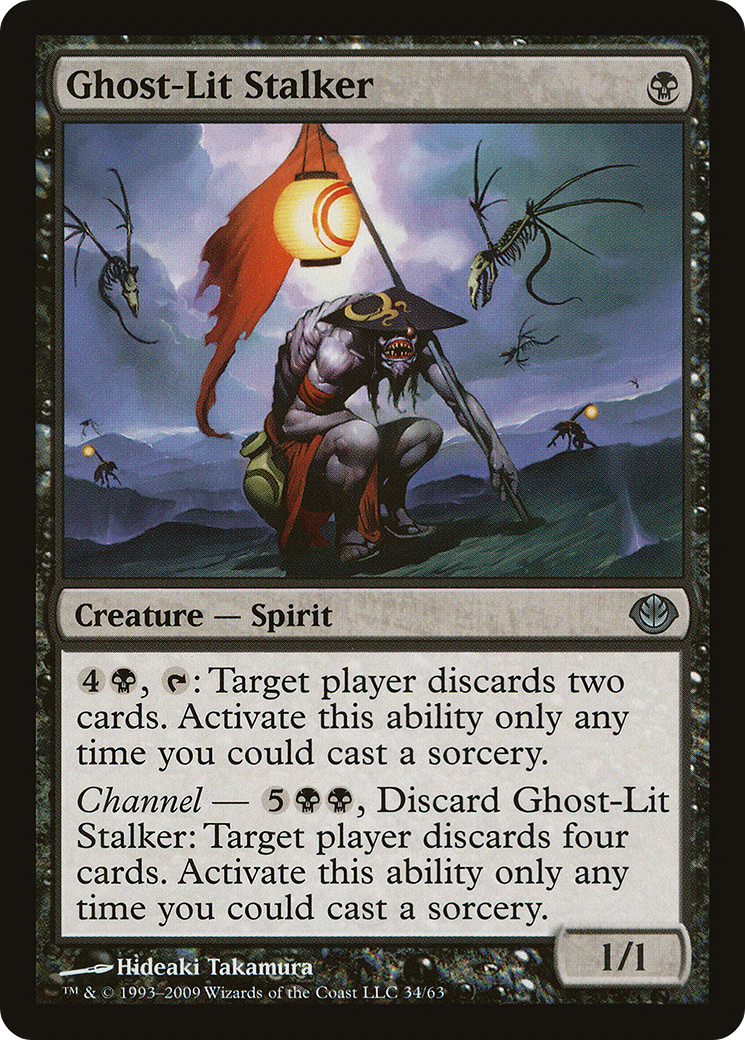 Ghost-Lit Stalker
Creature — Spirit
4, : Target player discards two
cards. Activate this ability only any
time you could cast a sorcery.
Channel — 5, Discard Ghost-Lit
Stalker: Target player discards four
cards. Activate this ability only any
time you could cast a sorcery.
1/1
Hideaki Takamura
™ & © 1993–2009 Wizards of the Coast LLC 34/63